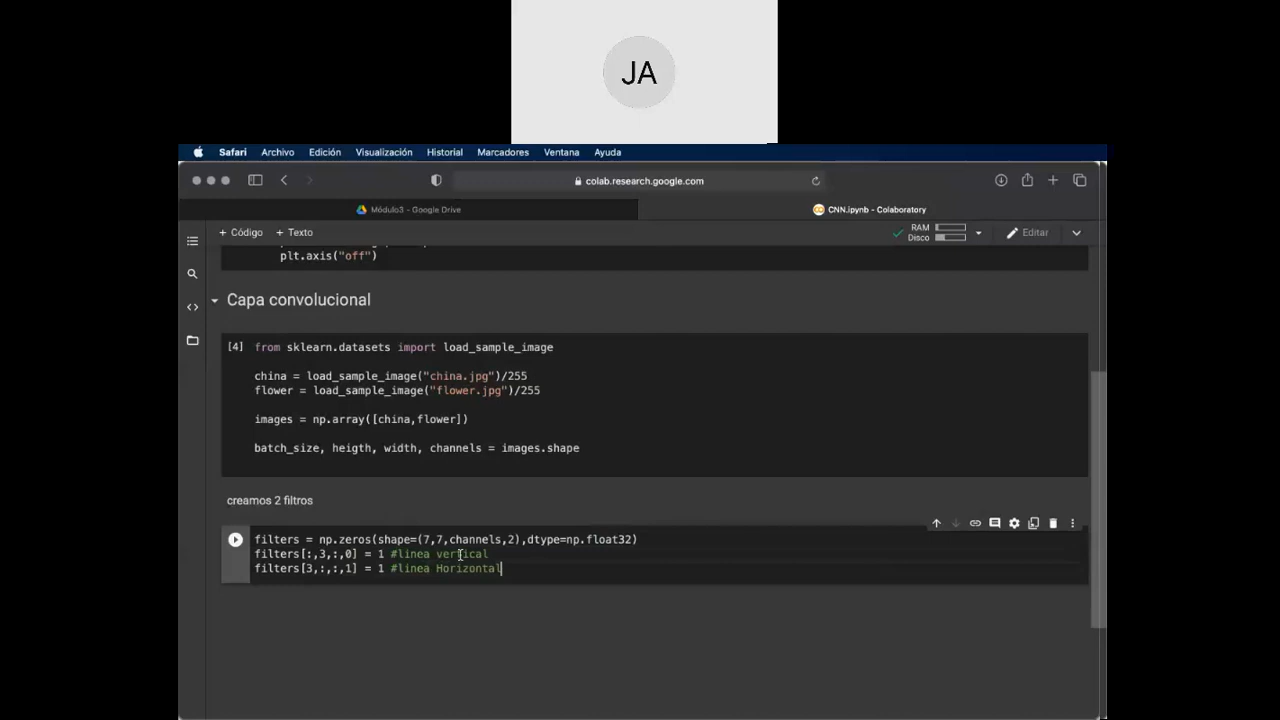 JA
Safari Archivo Edición Visualización Historial Marcadores Ventana Ayuda
colab.research.google.com
Módulo3 - Google Drive
CNN.ipynb - Colaboratory
+ Código + Texto
RAM
Disco
Editar
plt.axis("off")
Capa convolucional
[4] from sklearn.datasets import load_sample_image
china = load_sample_image("china.jpg")/255
flower = load_sample_image("flower.jpg")/255
images = np.array([china,flower])
batch_size, heigth, width, channels = images.shape
creamos 2 filtros
filters = np.zeros(shape=(7,7,channels,2),dtype=np.float32)
filters[:,3,:,0] = 1 #linea vertical
filters[3,:,:,1] = 1 #linea Horizontal